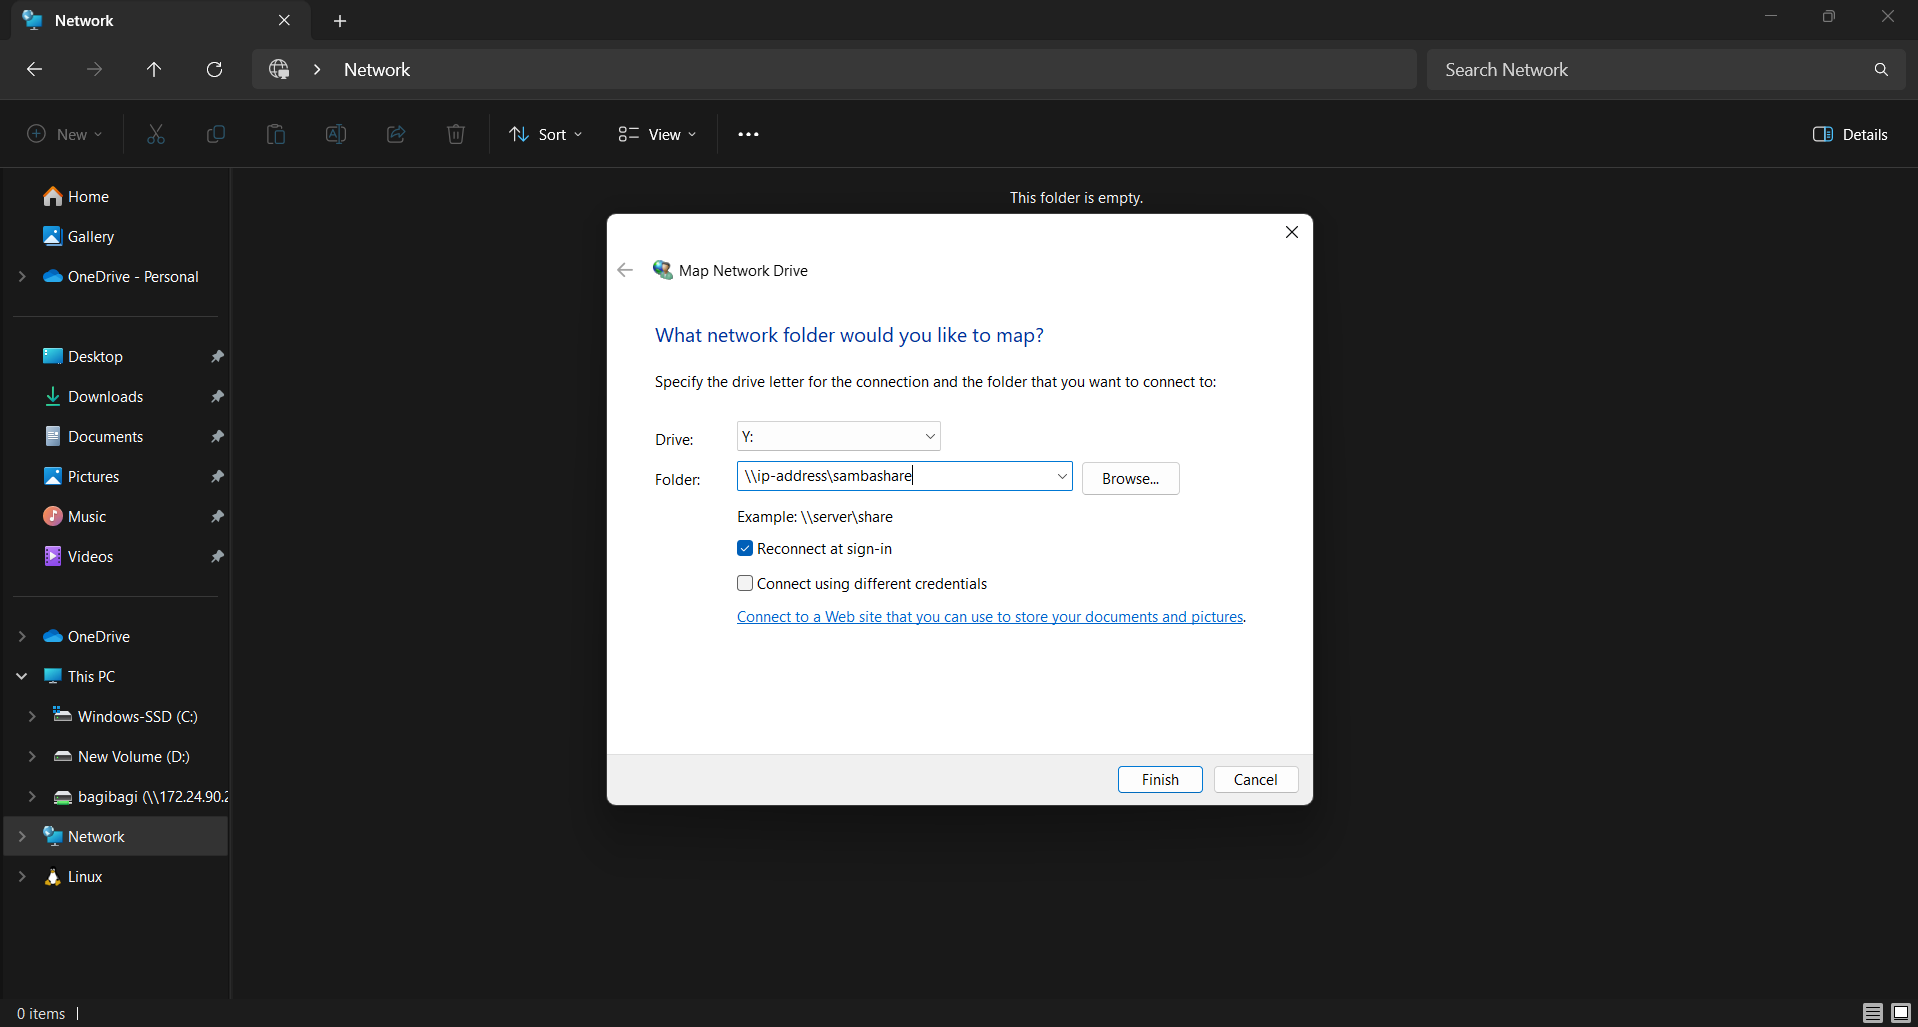 Network
Network
Search Network
New
Sort
View
Details
Home
Gallery
OneDrive - Personal
Desktop
Downloads
Documents
Pictures
Music
Videos
OneDrive
This PC
Windows-SSD (C:)
New Volume (D:)
bagibagi (\\172.24.90.2
Network
Linux
This folder is empty.
Map Network Drive
What network folder would you like to map?
Specify the drive letter for the connection and the folder that you want to connect to:
Drive: Y:
Folder: \\ip-address\sambashare Browse...
Example: \\server\share
Reconnect at sign-in
Connect using different credentials
Connect to a Web site that you can use to store your documents and pictures.
Finish Cancel
0 items